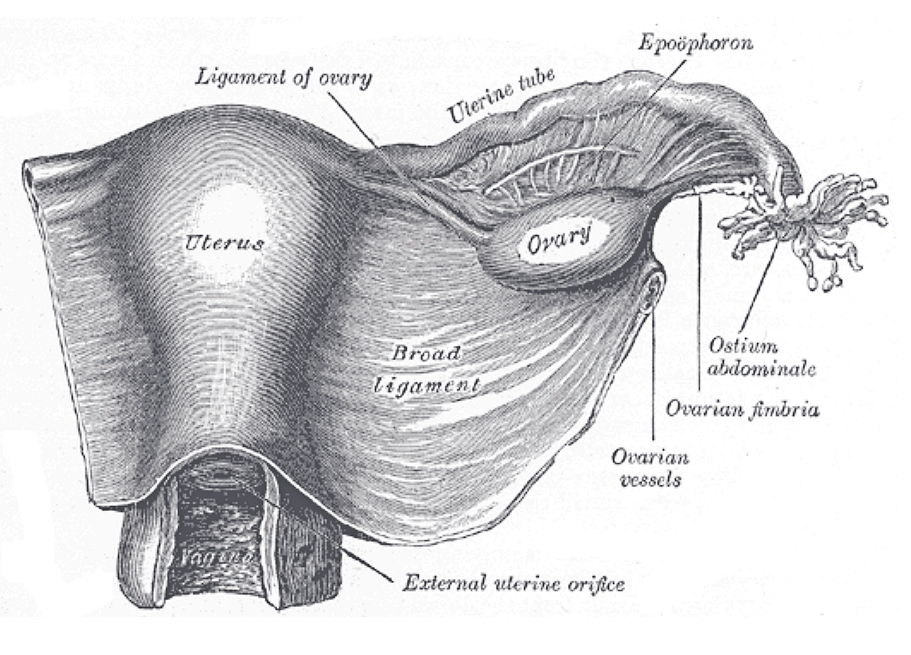 Epoöphoron
Ligament of ovary
Uterine tube
Uterus
Ovary
Broad
ligament
Ostium
abdominale
Ovarian fimbria
Ovarian
vessels
Vagina
External uterine orifice